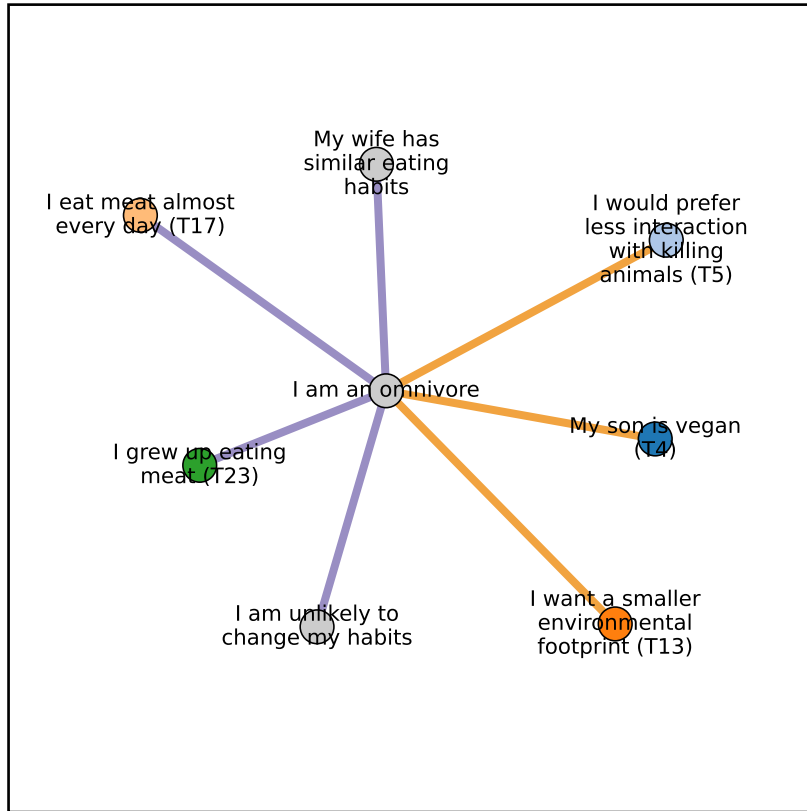 My wife has
similar eating
habits
I eat meat almost
every day (T17)
I would prefer
less interaction
with killing
animals (T5)
I am an omnivore
My son is vegan
(T4)
I grew up eating
meat (T23)
I am unlikely to
change my habits
I want a smaller
environmental
footprint (T13)